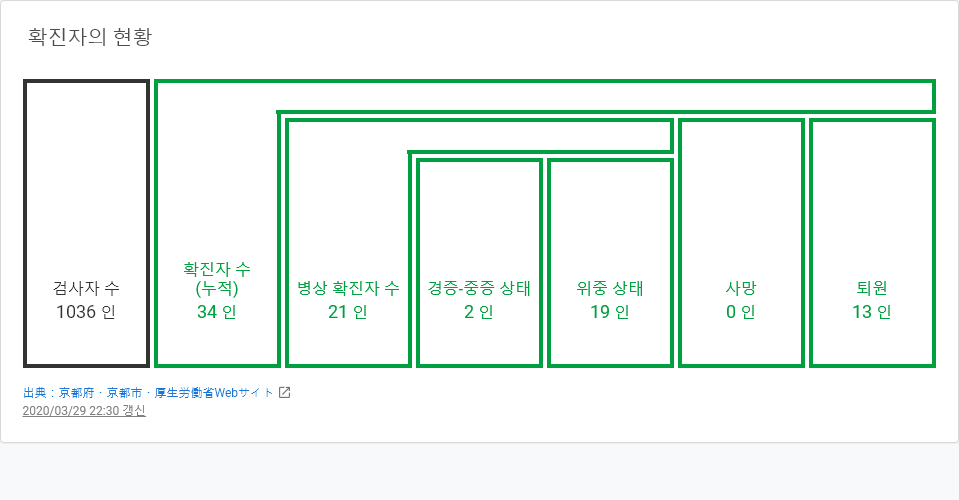 확진자의 현황
검사자 수
1036 인
확진자 수
(누적)
34 인
병상 확진자 수
21 인
경증-중증 상태
2 인
위중 상태
19 인
사망
0 인
퇴원
13 인
出典：京都府・京都市・厚生労働省Webサイト
2020/03/29 22:30 갱신